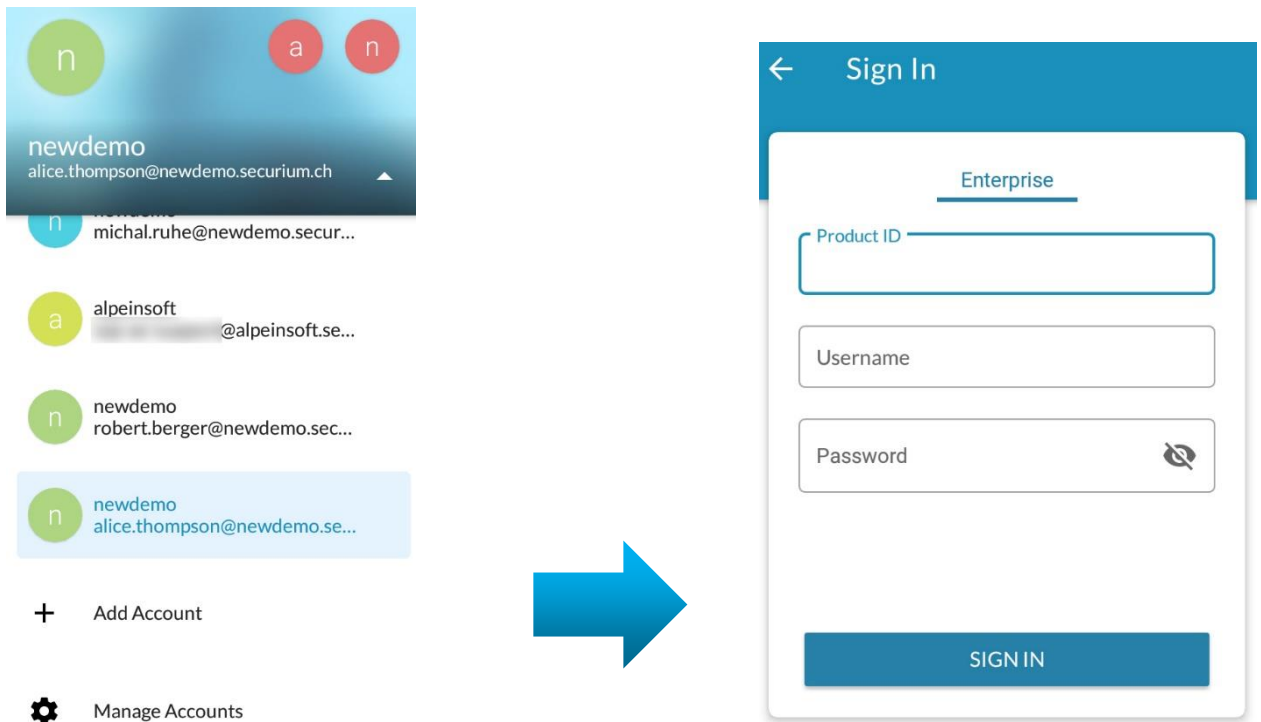 n
a
n
newdemo
alice.thompson@newdemo.securium.ch
n
michal.ruhe@newdemo.secur...
a
alpeinsoft
@alpeinsoft.se...
n
newdemo
robert.berger@newdemo.sec...
n
newdemo
alice.thompson@newdemo.se...
Add Account
Manage Accounts
Sign In
Enterprise
Product ID
Username
Password
SIGN IN